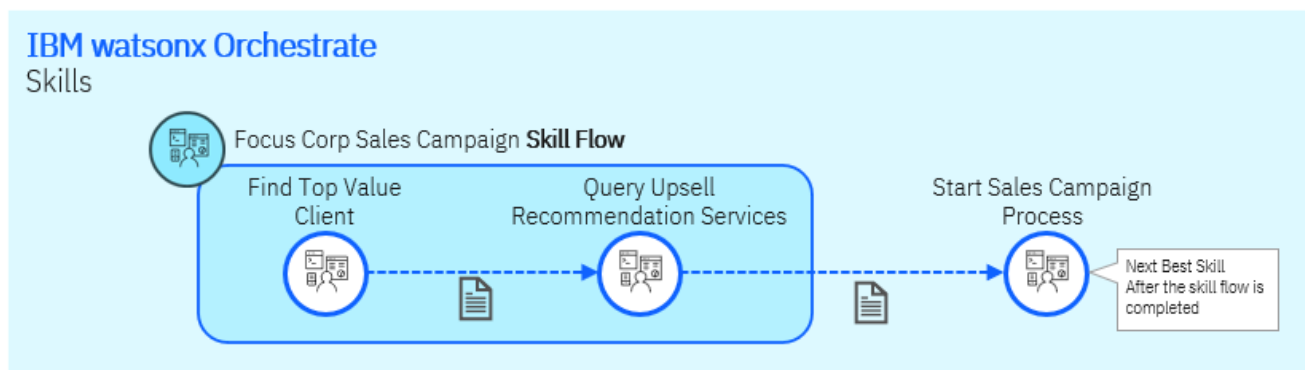 IBM watsonx Orchestrate
Skills
Focus Corp Sales Campaign Skill Flow
Find Top Value
Client
Query Upsell
Recommendation Services
Start Sales Campaign
Process
Next Best Skill
After the skill flow is
completed